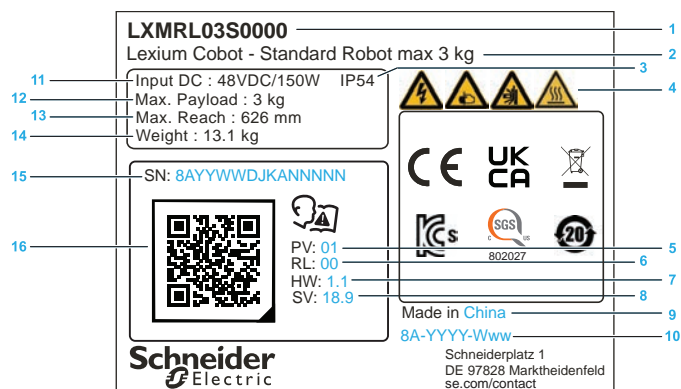 LXMRL03S0000
1
Lexium Cobot - Standard Robot max 3 kg
2
3
11
Input DC : 48VDC/150W IP54
12
Max. Payload : 3 kg
13
Max. Reach : 626 mm
14
Weight : 13.1 kg
4
CE
UK
CA
15
SN: 8AYYWWDJKANNNNN
16
KCs
SGS
C US
802027
20
PV: 01
5
RL: 00
6
HW: 1.1
7
SV: 18.9
8
Made in China
9
8A-YYYY-Www
10
Schneider
Electric
Schneiderplatz 1
DE 97828 Marktheidenfeld
se.com/contact